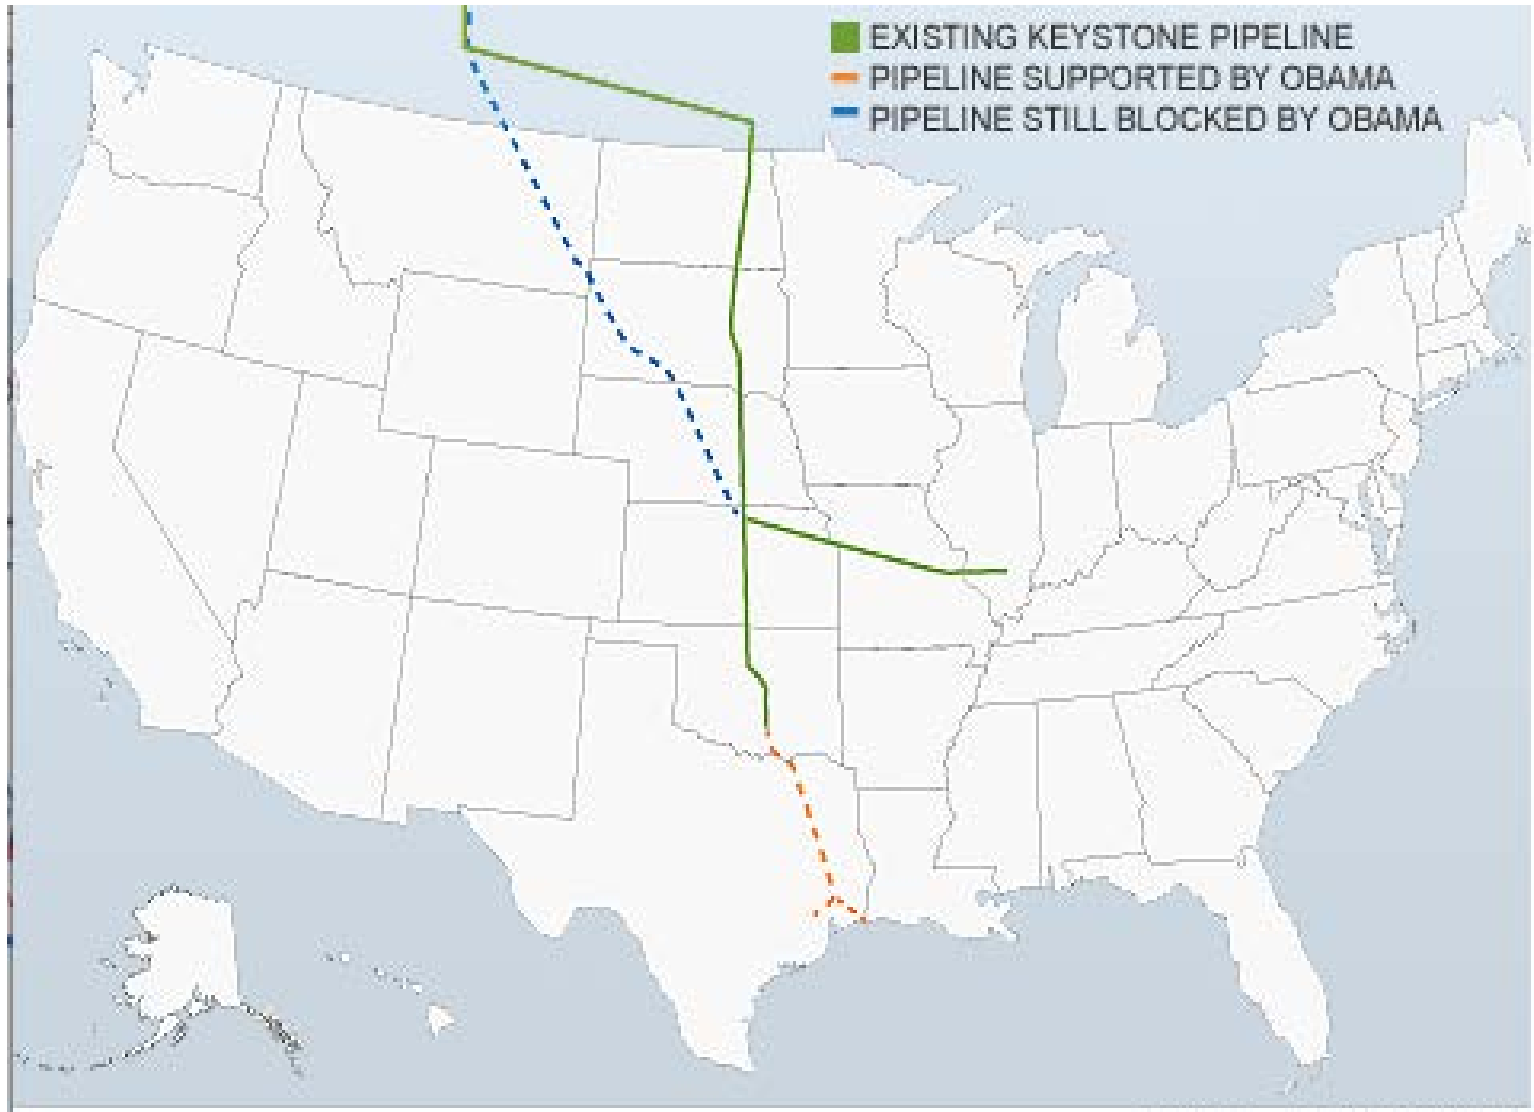 EXISTING KEYSTONE PIPELINE
PIPELINE SUPPORTED BY OBAMA
PIPELINE STILL BLOCKED BY OBAMA